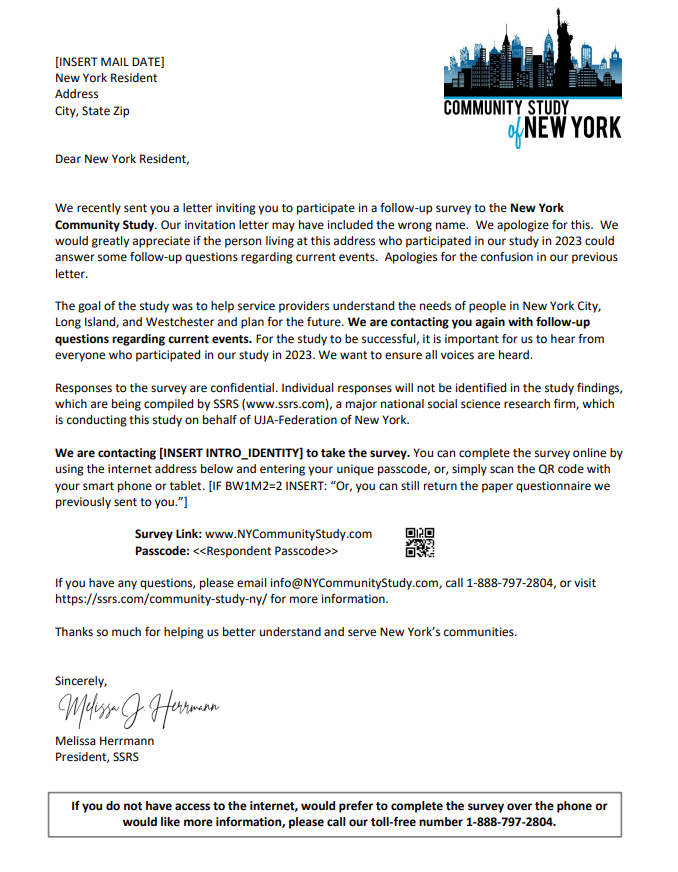 [INSERT MAIL DATE]
New York Resident
Address
City, State Zip
COMMUNITY STUDY
of NEW YORK
Dear New York Resident,
We recently sent you a letter inviting you to participate in a follow-up survey to the New York
Community Study. Our invitation letter may have included the wrong name.  We apologize for this.  We
would greatly appreciate if the person living at this address who participated in our study in 2023 could
answer some follow-up questions regarding current events.  Apologies for the confusion in our previous
letter.
The goal of the study was to help service providers understand the needs of people in New York City,
Long Island, and Westchester and plan for the future. We are contacting you again with follow-up
questions regarding current events. For the study to be successful, it is important for us to hear from
everyone who participated in our study in 2023. We want to ensure all voices are heard.
Responses to the survey are confidential. Individual responses will not be identified in the study findings,
which are being compiled by SSRS (www.ssrs.com), a major national social science research firm, which
is conducting this study on behalf of UJA-Federation of New York.
We are contacting [INSERT INTRO_IDENTITY] to take the survey. You can complete the survey online by
using the internet address below and entering your unique passcode, or, simply scan the QR code with
your smart phone or tablet. [IF BW1M2=2 INSERT: “Or, you can still return the paper questionnaire we
previously sent to you.”]
Survey Link: www.NYCommunityStudy.com
Passcode: <<Respondent Passcode>>
If you have any questions, please email info@NYCommunityStudy.com, call 1-888-797-2804, or visit
https://ssrs.com/community-study-ny/ for more information.
Thanks so much for helping us better understand and serve New York’s communities.
Sincerely,
Melissa J. Herrmann
Melissa Herrmann
President, SSRS
If you do not have access to the internet, would prefer to complete the survey over the phone or
would like more information, please call our toll-free number 1-888-797-2804.